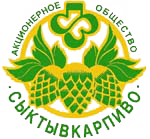 АКЦИОНЕРНОЕ ОБЩЕСТВО
СЫКТЫВКАРПИВО